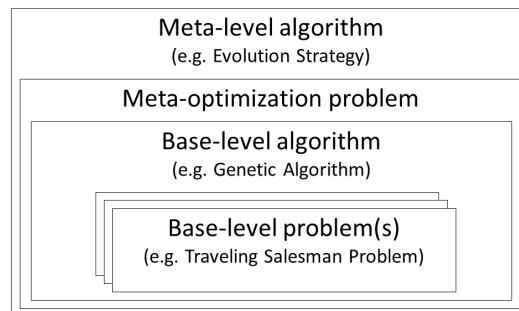 Meta-level algorithm
(e.g. Evolution Strategy)
Meta-optimization problem
Base-level algorithm
(e.g. Genetic Algorithm)
Base-level problem(s)
(e.g. Traveling Salesman Problem)